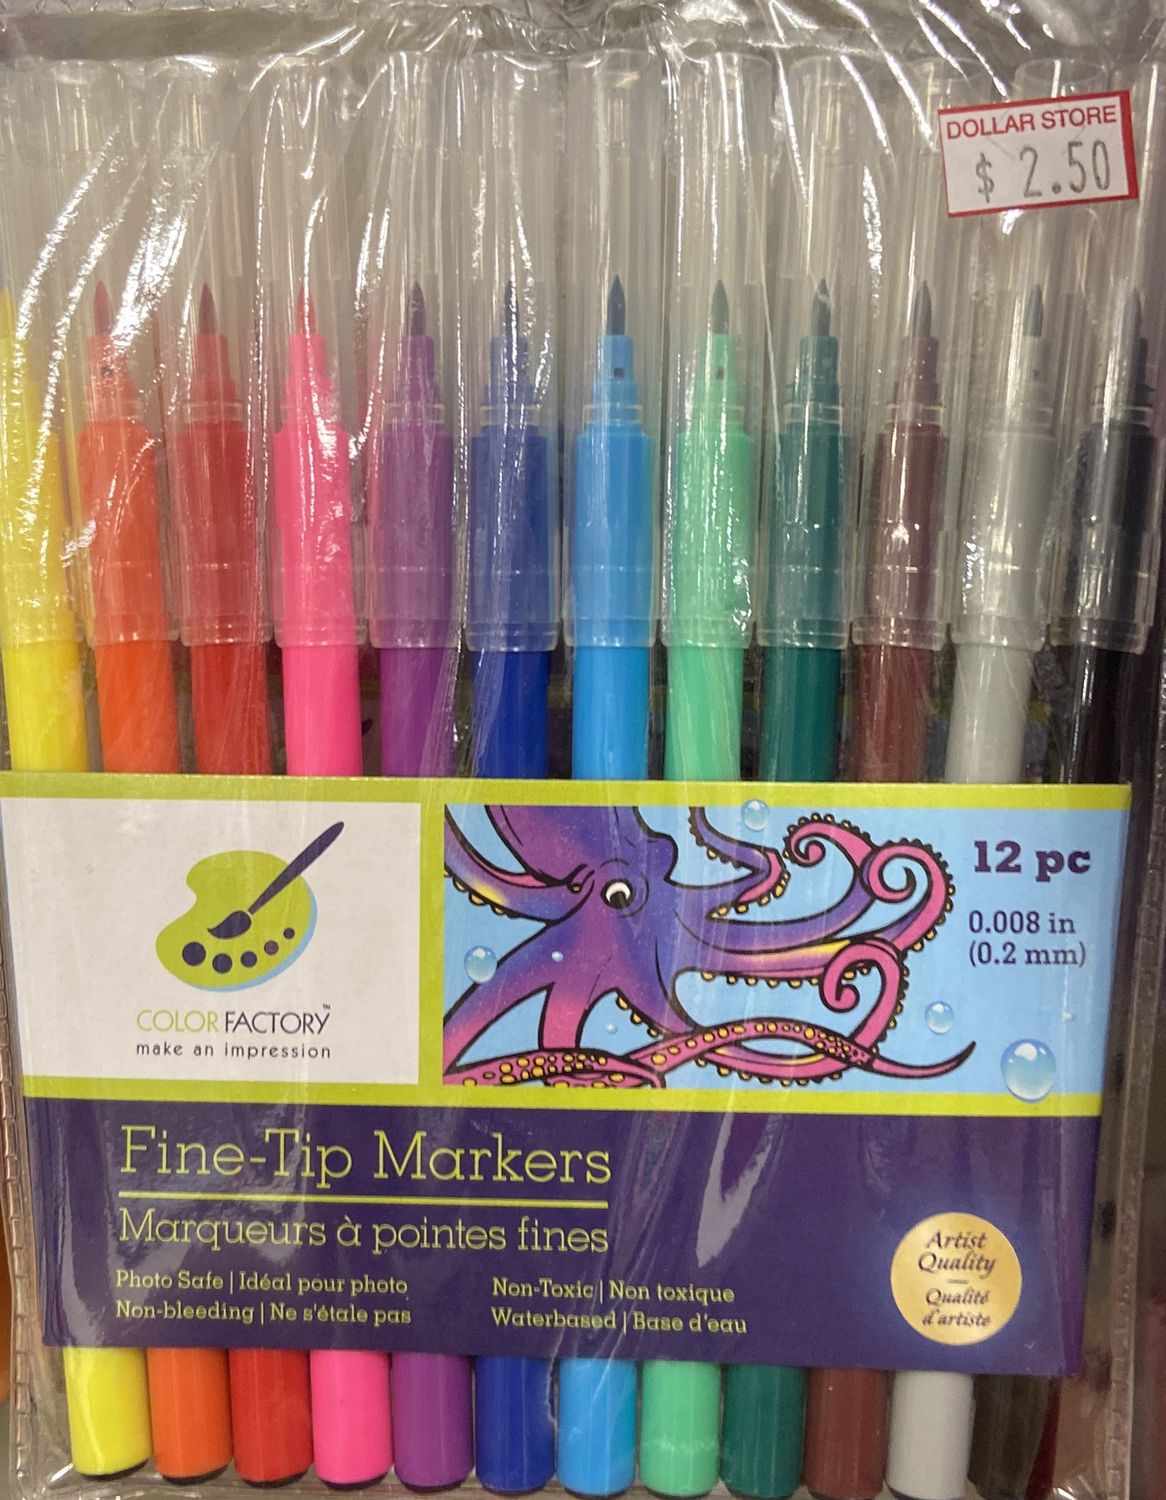 DOLLAR STORE
$ 2.50
12 pc
0.008 in
(0.2 mm)
COLOR FACTORY™
make an impression
Fine-Tip Markers
Marqueurs à pointes fines
Photo Safe | Idéal pour photo
Non-bleeding | Ne s'étale pas
Non-Toxic | Non toxique
Waterbased | Base d'eau
Artist
Quality
Qualité
d'artiste